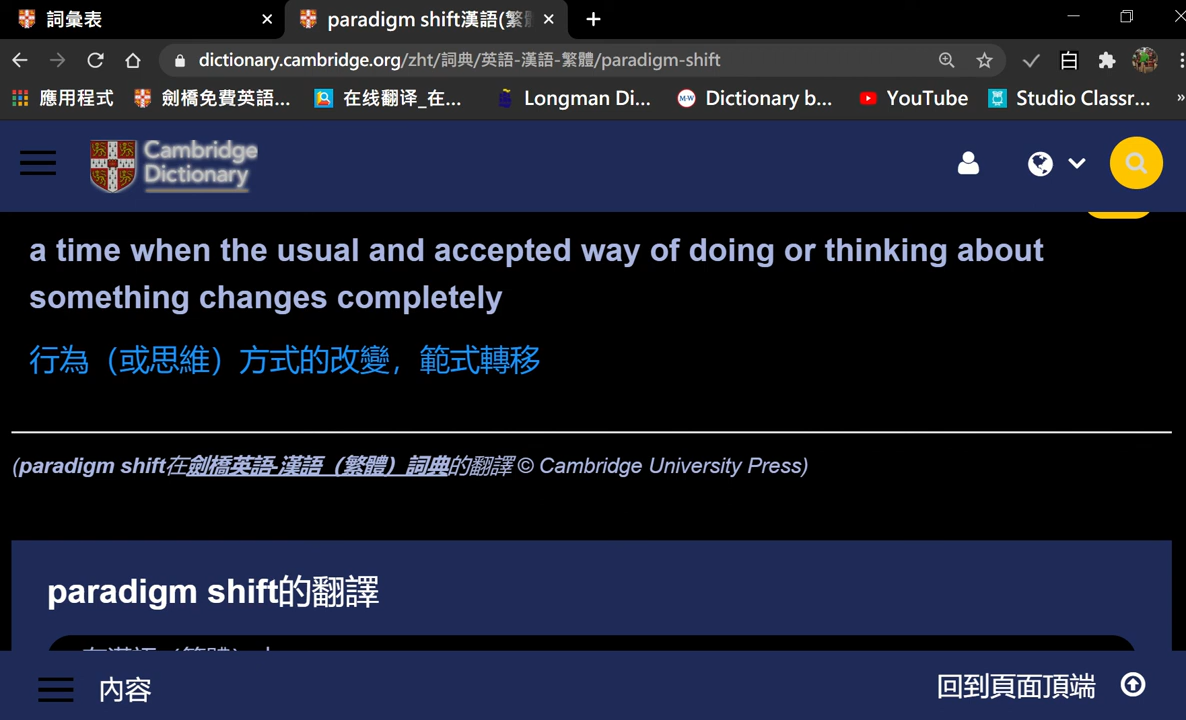 詞彙表
paradigm shift漢語(繁
dictionary.cambridge.org/zht/詞典/英語-漢語-繁體/paradigm-shift
應用程式 劍橋免費英語... 在线翻译_在... Longman Di... Dictionary b... YouTube Studio Classr... »
Cambridge
Dictionary
a time when the usual and accepted way of doing or thinking about
something changes completely
行為（或思維）方式的改變，範式轉移
(paradigm shift在劍橋英語-漢語（繁體）詞典的翻譯 © Cambridge University Press)
paradigm shift的翻譯
內容
回到頁面頂端